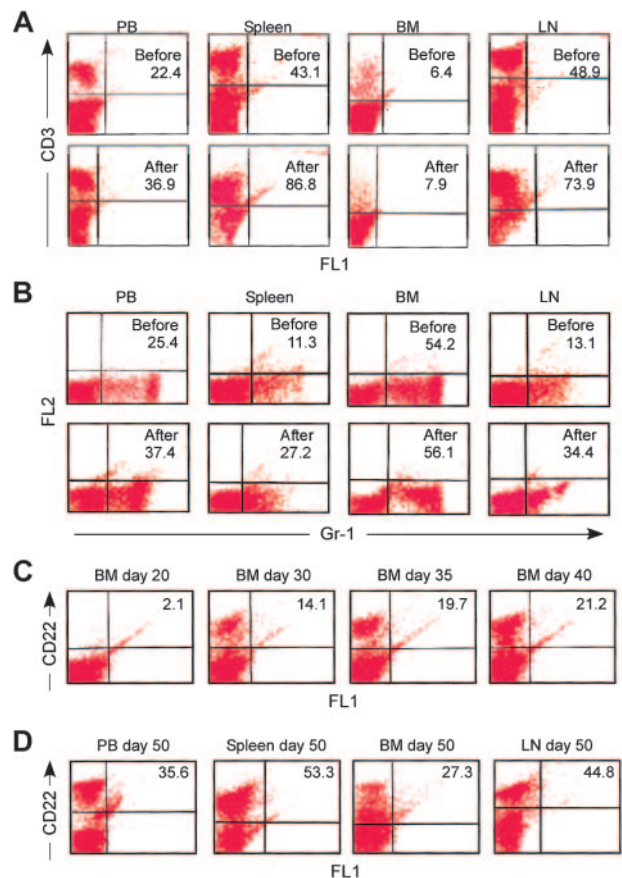 A
PB Spleen BM LN
Before 22.4 Before 43.1 Before 6.4 Before 48.9
CD3
After 36.9 After 86.8 After 7.9 After 73.9
FL1
B
PB Spleen BM LN
Before 25.4 Before 11.3 Before 54.2 Before 13.1
FL2
After 37.4 After 27.2 After 56.1 After 34.4
Gr-1
C
BM day 20 BM day 30 BM day 35 BM day 40
2.1 14.1 19.7 21.2
CD22
FL1
D
PB day 50 Spleen day 50 BM day 50 LN day 50
35.6 53.3 27.3 44.8
CD22
FL1